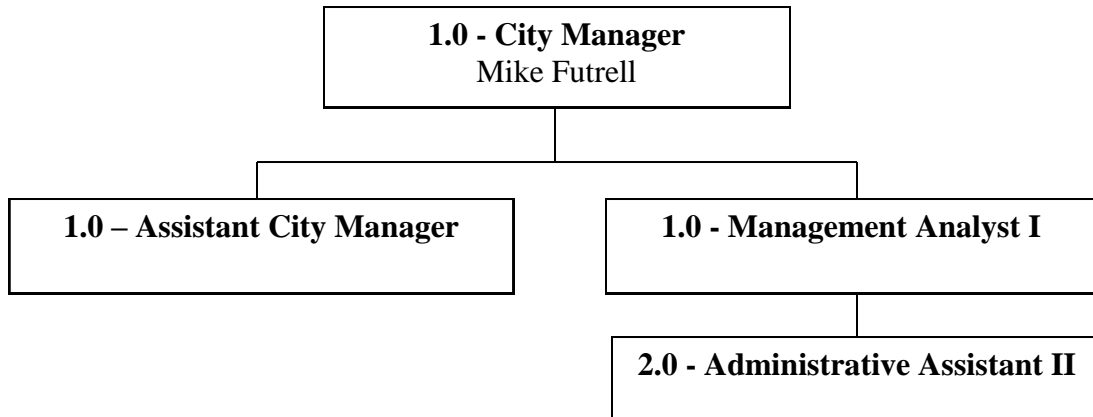 1.0 - City Manager
Mike Futrell
1.0 – Assistant City Manager
1.0 - Management Analyst I
2.0 - Administrative Assistant II